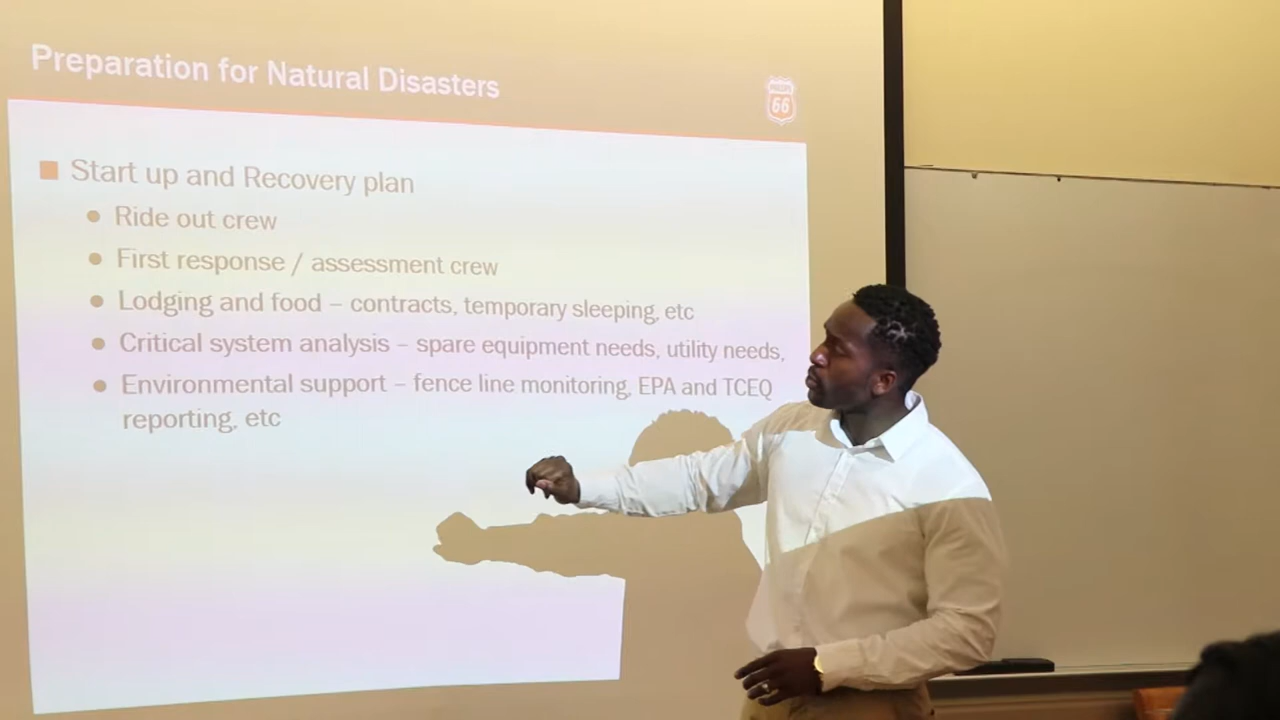 Preparation for Natural Disasters
PHILLIPS
66
Start up and Recovery plan
Ride out crew
First response / assessment crew
Lodging and food – contracts, temporary sleeping, etc
Critical system analysis – spare equipment needs, utility needs,
Environmental support – fence line monitoring, EPA and TCEQ
reporting, etc